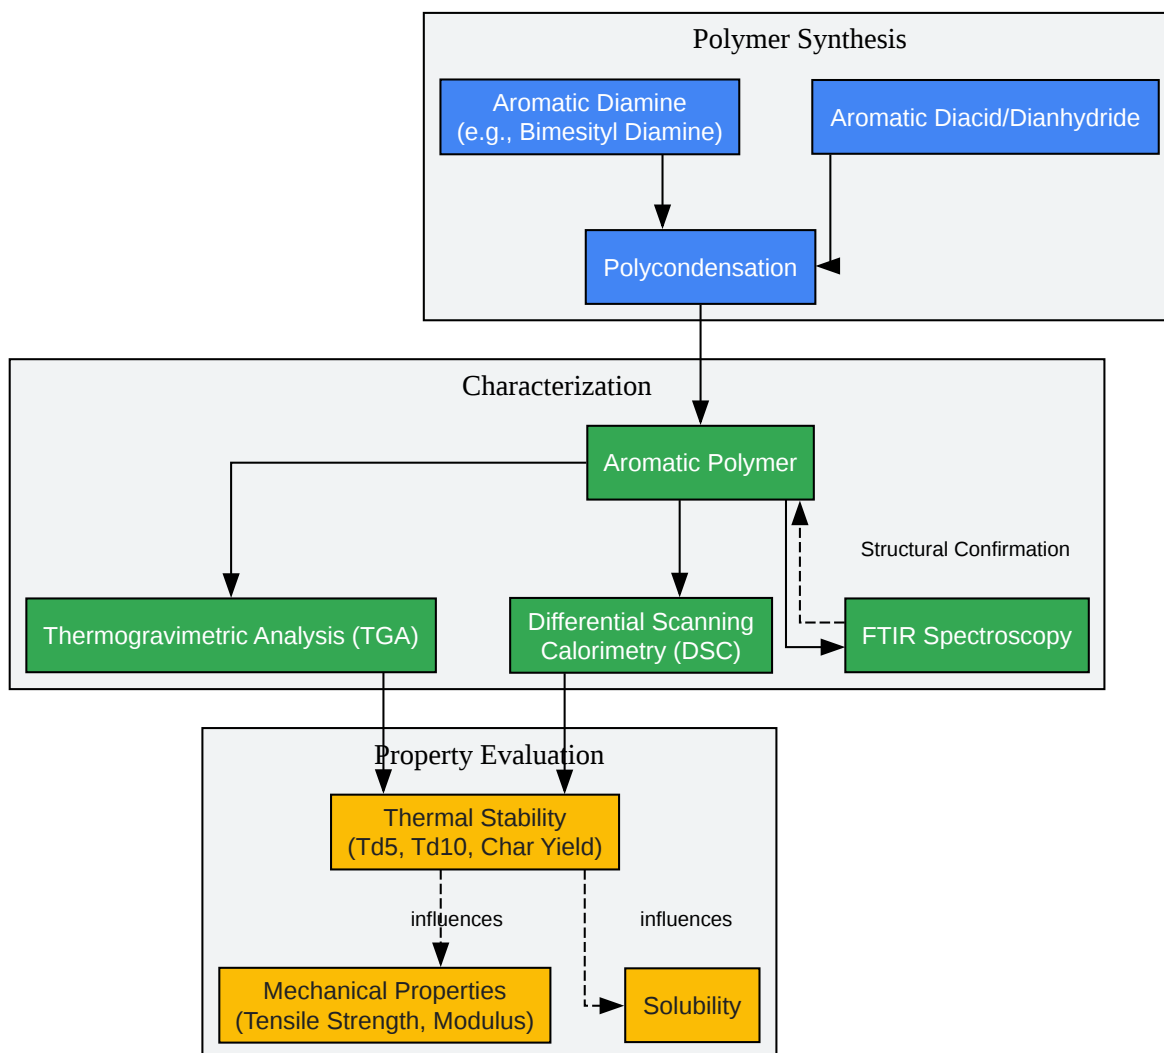 Polymer Synthesis
Aromatic Diamine
(e.g., Bimesityl Diamine)
Aromatic Diacid/Dianhydride
Polycondensation
Characterization
Aromatic Polymer
Structural Confirmation
Thermogravimetric Analysis (TGA)
Differential Scanning
Calorimetry (DSC)
FTIR Spectroscopy
Property Evaluation
Thermal Stability
(Td5, Td10, Char Yield)
influences
influences
Mechanical Properties
(Tensile Strength, Modulus)
Solubility